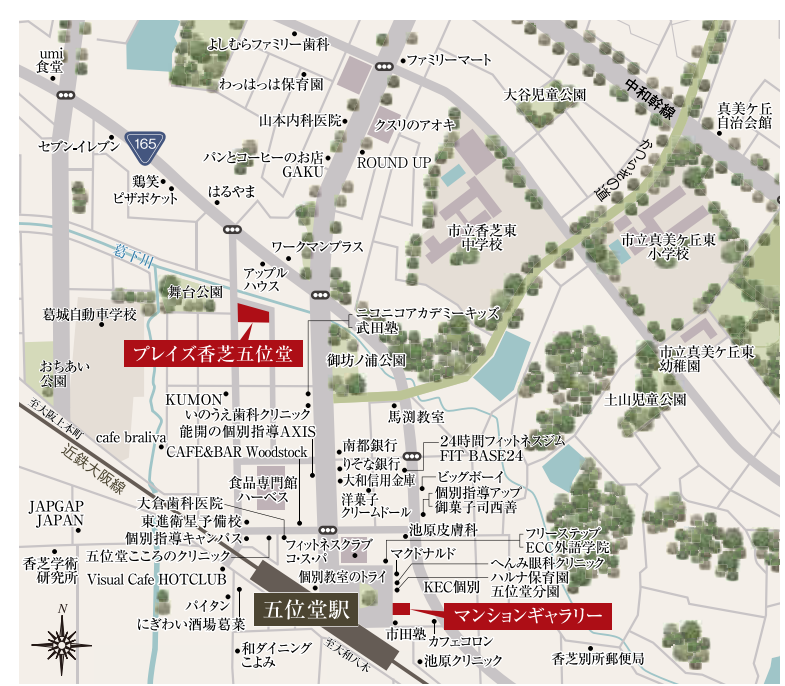 umi
食堂
よしむらファミリー歯科
ファミリーマート
わっはっは保育園
大谷児童公園
中和幹線
真美ケ丘
自治会館
山本内科医院
クスリのアオキ
セブン-イレブン
165
パンとコーヒーのお店
GAKU
ROUND UP
かつらぎの道
鶏笑
ピザポケット
はるやま
市立香芝東
中学校
市立真美ケ丘東
小学校
葛下川
ワークマンプラス
アップル
ハウス
舞台公園
葛城自動車学校
ニコニコアカデミーキッズ
武田塾
プレイズ香芝五位堂
御坊ノ浦公園
おちあい
公園
市立真美ケ丘東
幼稚園
土山児童公園
KUMON
いのうえ歯科クリニック
能開の個別指導AXIS
馬渕教室
至大阪上本町
近鉄大阪線
cafe braliva
CAFE&BAR Woodstock
南都銀行
りそな銀行
大和信用金庫
24時間フィットネスジム
FIT BASE24
食品専門館
ハーベス
洋菓子
クリームドール
ビッグボーイ
個別指導アップ
御菓子司西善
JAPGAP
JAPAN
大倉歯科医院
東進衛星予備校
個別指導キャンパス
五位堂こころのクリニック
フィットネスクラブ
コ・ス・パ
池原皮膚科
フリーステップ
ECC外語学院
マクドナルド
へんみ眼科クリニック
ハルナ保育園
五位堂分園
香芝学術
研究所
Visual Cafe HOTCLUB
個別教室のトライ
KEC個別
パイタン
にぎわい酒場葛菜
五位堂駅
マンションギャラリー
N
市田塾
カフェコロン
和ダイニング
こよみ
至大和八木
池原クリニック
香芝別所郵便局